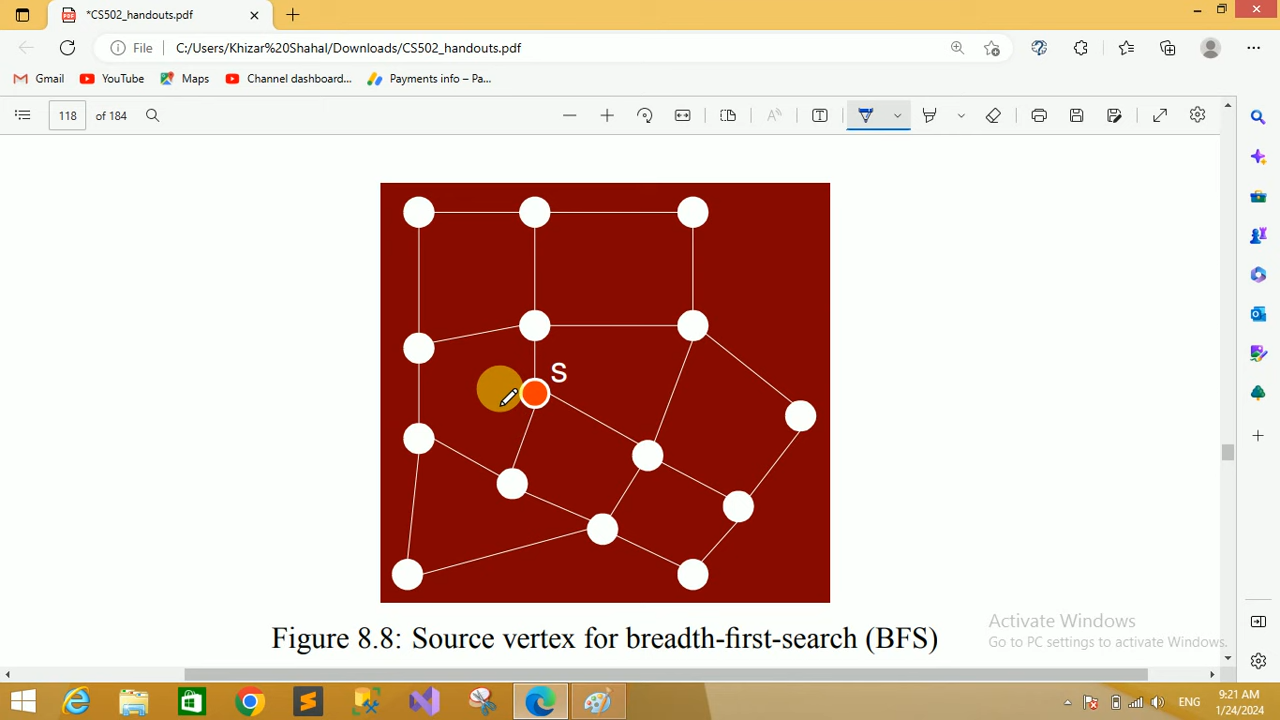 *CS502_handouts.pdf
File C:/Users/Khizar%20Shahal/Downloads/CS502_handouts.pdf
Gmail YouTube Maps Channel dashboard... Payments info – Pa...
118 of 184
S
Figure 8.8: Source vertex for breadth-first-search (BFS)
Activate Windows
Go to PC settings to activate Windows.
ENG
9:21 AM
1/24/2024